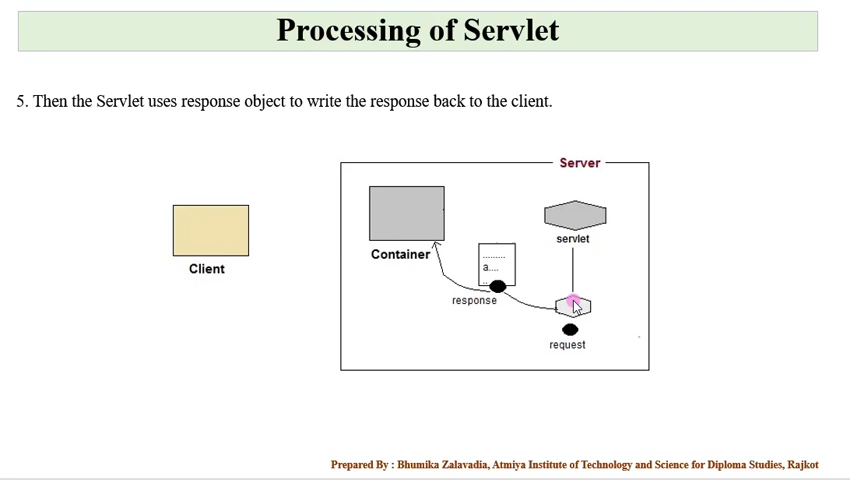 Processing of Servlet
5. Then the Servlet uses response object to write the response back to the client.
Server
servlet
Container
.........
a....
..
Client
response
request
Prepared By : Bhumika Zalavadia, Atmiya Institute of Technology and Science for Diploma Studies, Rajkot